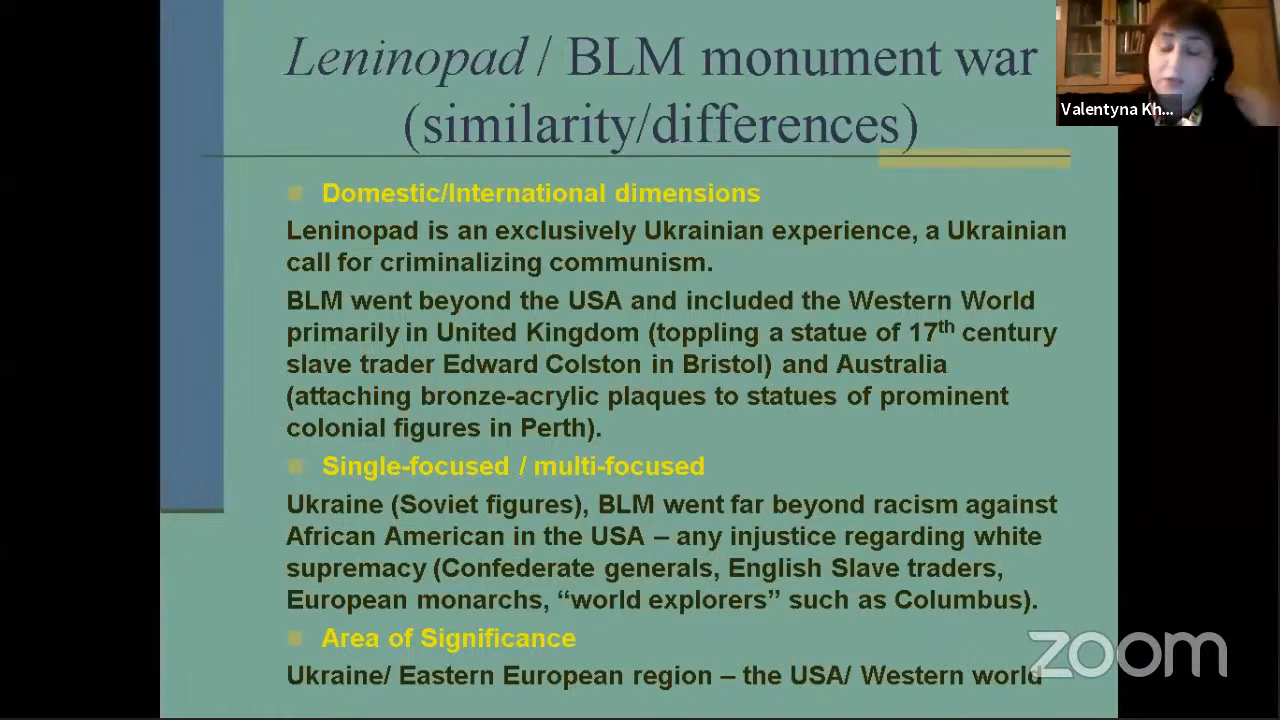 Leninopad / BLM monument war
(similarity/differences)
Valentyna Kh...
Domestic/International dimensions
Leninopad is an exclusively Ukrainian experience, a Ukrainian
call for criminalizing communism.
BLM went beyond the USA and included the Western World
primarily in United Kingdom (toppling a statue of 17th century
slave trader Edward Colston in Bristol) and Australia
(attaching bronze-acrylic plaques to statues of prominent
colonial figures in Perth).
Single-focused / multi-focused
Ukraine (Soviet figures), BLM went far beyond racism against
African American in the USA – any injustice regarding white
supremacy (Confederate generals, English Slave traders,
European monarchs, “world explorers” such as Columbus).
Area of Significance
Ukraine/ Eastern European region – the USA/ Western world
zoom